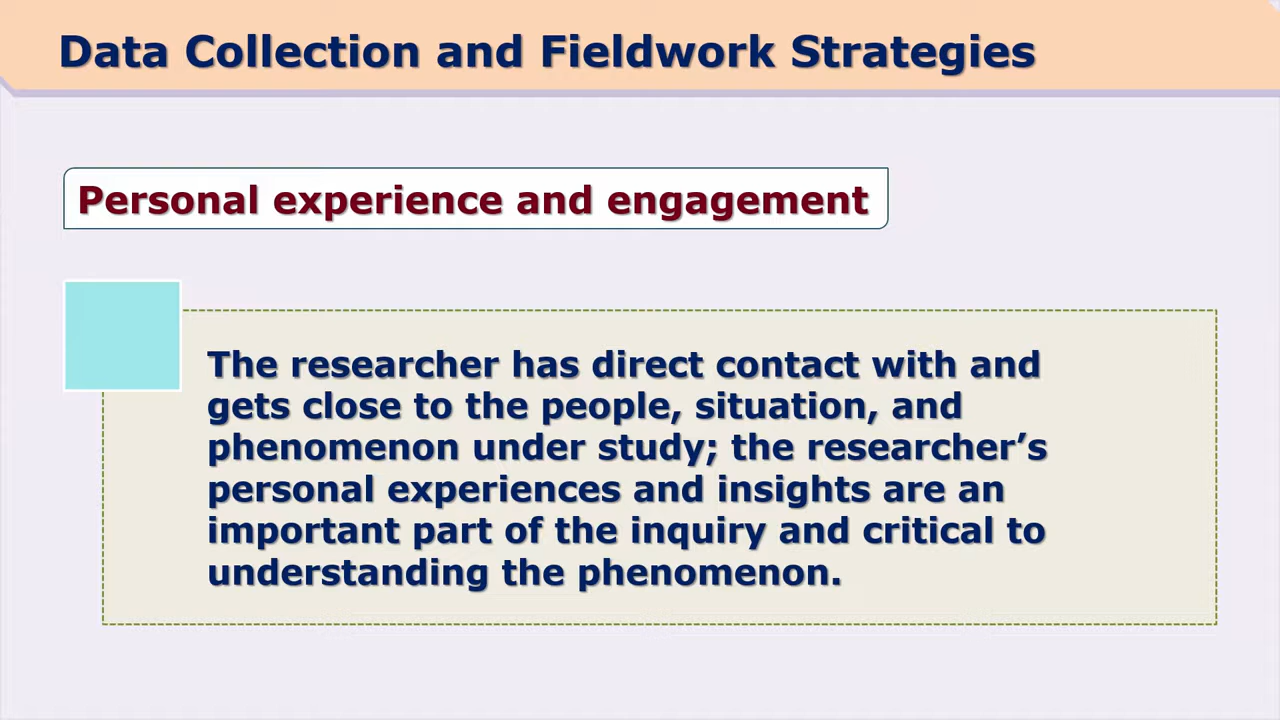 Data Collection and Fieldwork Strategies
Personal experience and engagement
The researcher has direct contact with and
gets close to the people, situation, and
phenomenon under study; the researcher’s
personal experiences and insights are an
important part of the inquiry and critical to
understanding the phenomenon.